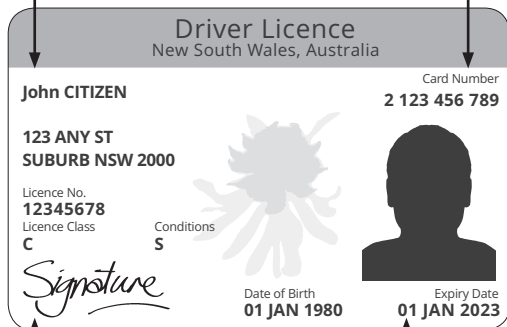 Driver Licence
New South Wales, Australia
Card Number
John CITIZEN
2 123 456 789
123 ANY ST
SUBURB NSW 2000
Licence No.
12345678
Licence Class Conditions
C S
Signature
Date of Birth Expiry Date
01 JAN 1980 01 JAN 2023